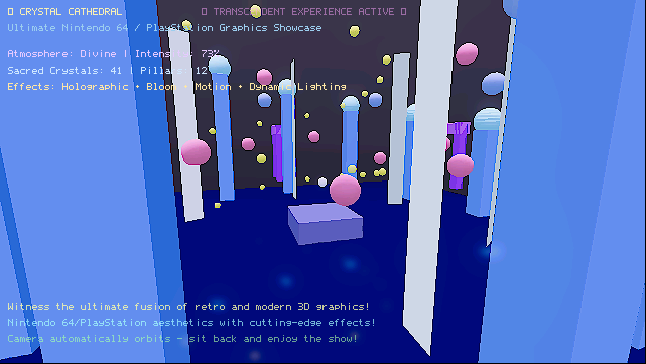 CRYSTAL CATHEDRAL
TRANSCENDENT EXPERIENCE ACTIVE
Ultimate Nintendo 64 / PlayStation Graphics Showcase
Atmosphere: Divine | Intensity: 73%
Sacred Crystals: 41 | Pillars: 12
Effects: Holographic • Bloom • Motion • Dynamic Lighting
Witness the ultimate fusion of retro and modern 3D graphics!
Nintendo 64/PlayStation aesthetics with cutting-edge effects!
Camera automatically orbits - sit back and enjoy the show!